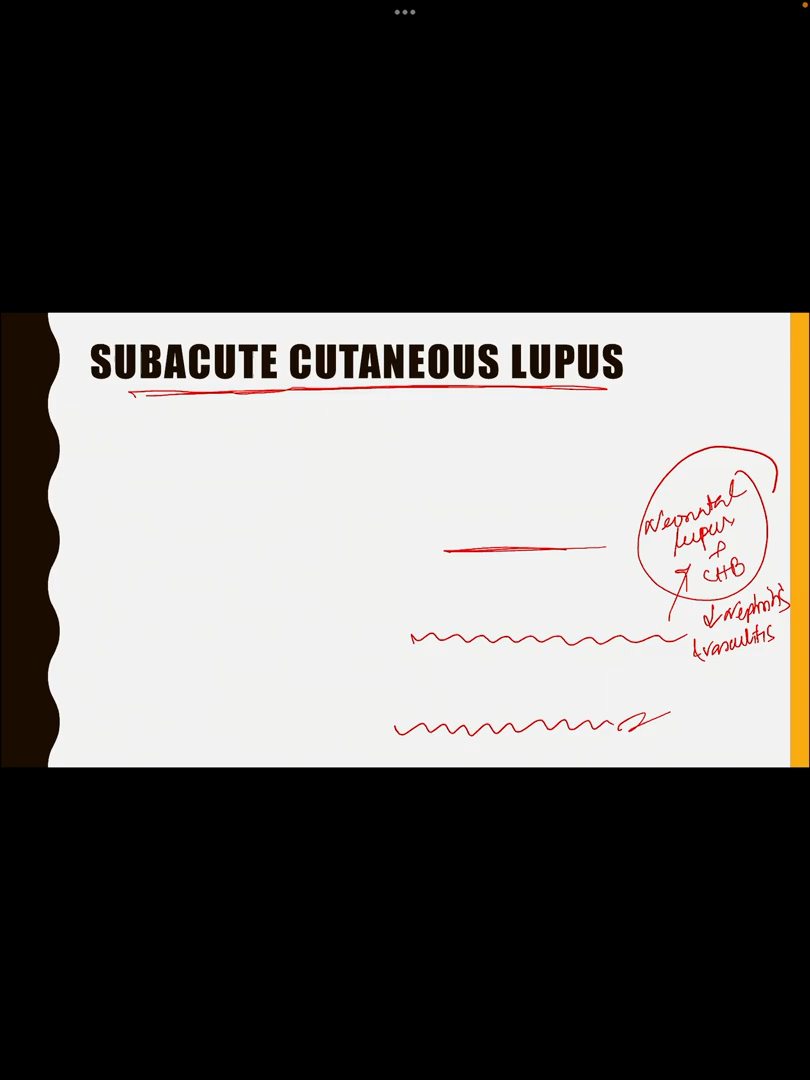 SUBACUTE CUTANEOUS LUPUS
Neonatal
lupus
+
CHB
↓ Nephritis
↓ vasculitis